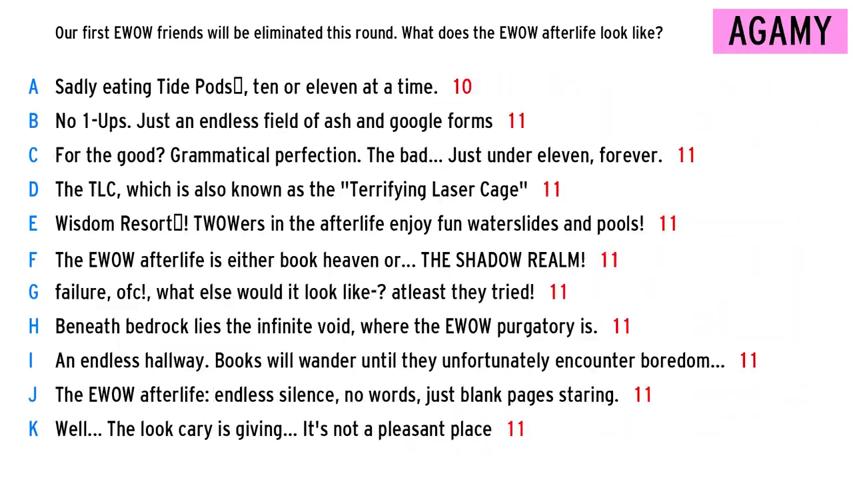 Our first EWOW friends will be eliminated this round. What does the EWOW afterlife look like?
AGAMY
A Sadly eating Tide Pods▯, ten or eleven at a time. 10
B No 1-Ups. Just an endless field of ash and google forms 11
C For the good? Grammatical perfection. The bad... Just under eleven, forever. 11
D The TLC, which is also known as the "Terrifying Laser Cage" 11
E Wisdom Resort▯! TWOWers in the afterlife enjoy fun waterslides and pools! 11
F The EWOW afterlife is either book heaven or... THE SHADOW REALM! 11
G failure, ofc!, what else would it look like-? atleast they tried! 11
H Beneath bedrock lies the infinite void, where the EWOW purgatory is. 11
I An endless hallway. Books will wander until they unfortunately encounter boredom... 11
J The EWOW afterlife: endless silence, no words, just blank pages staring. 11
K Well... The look cary is giving... It's not a pleasant place 11